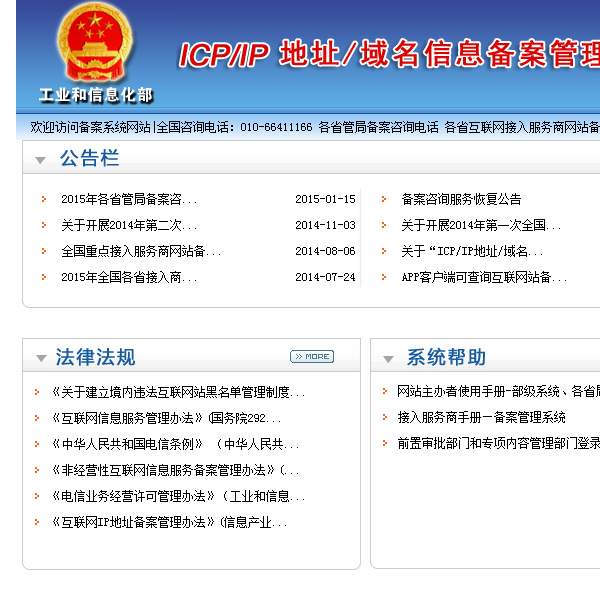 ICP/IP 地址/域名信息备案管理
工业和信息化部
欢迎访问备案系统网站|全国咨询电话：010-66411166 各省管局备案咨询电话 各省互联网接入服务商网站备
公告栏
2015年各省管局备案咨... 2015-01-15
关于开展2014年第二次... 2014-11-03
全国重点接入服务商网站备... 2014-08-06
2015年全国各省接入商... 2014-07-24
备案咨询服务恢复公告
关于开展2014年第一次全国...
关于“ICP/IP地址/域名...
APP客户端可查询互联网站备...
法律法规
>> MORE
《关于建立境内违法互联网站黑名单管理制度...
《互联网信息服务管理办法》(国务院292...
《中华人民共和国电信条例》 （中华人民共...
《非经营性互联网信息服务备案管理办法》(...
《电信业务经营许可管理办法》（工业和信息...
《互联网IP地址备案管理办法》(信息产业...
系统帮助
网站主办者使用手册-部级系统、各省
接入服务商手册－备案管理系统
前置审批部门和专项内容管理部门登录